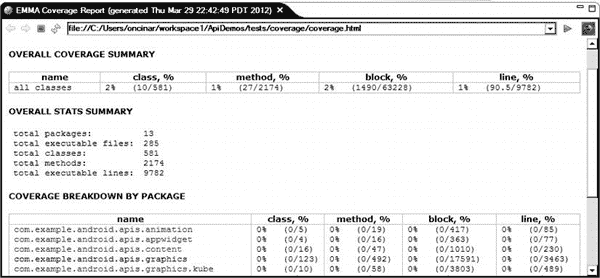 EMMA Coverage Report (generated Thu Mar 29 22:42:49 PDT 2012)
file://C:/Users/oncinar/workspace1/ApiDemos/tests/coverage/coverage.html
OVERALL COVERAGE SUMMARY
name class, % method, % block, % line, %
all classes 2% (10/581) 1% (27/2174) 2% (1490/63228) 1% (90.5/9782)
OVERALL STATS SUMMARY
total packages: 13
total executable files: 285
total classes: 581
total methods: 2174
total executable lines: 9782
COVERAGE BREAKDOWN BY PACKAGE
name class, % method, % block, % line, %
com.example.android.apis.animation 0% (0/5) 0% (0/19) 0% (0/417) 0% (0/85)
com.example.android.apis.appwidget 0% (0/4) 0% (0/16) 0% (0/363) 0% (0/77)
com.example.android.apis.content 0% (0/16) 0% (0/47) 0% (0/1010) 0% (0/230)
com.example.android.apis.graphics 0% (0/123) 0% (0/492) 0% (0/17591) 0% (0/3463)
com.example.android.apis.graphics.kube 0% (0/10) 0% (0/58) 0% (0/3803) 0% (0/489)